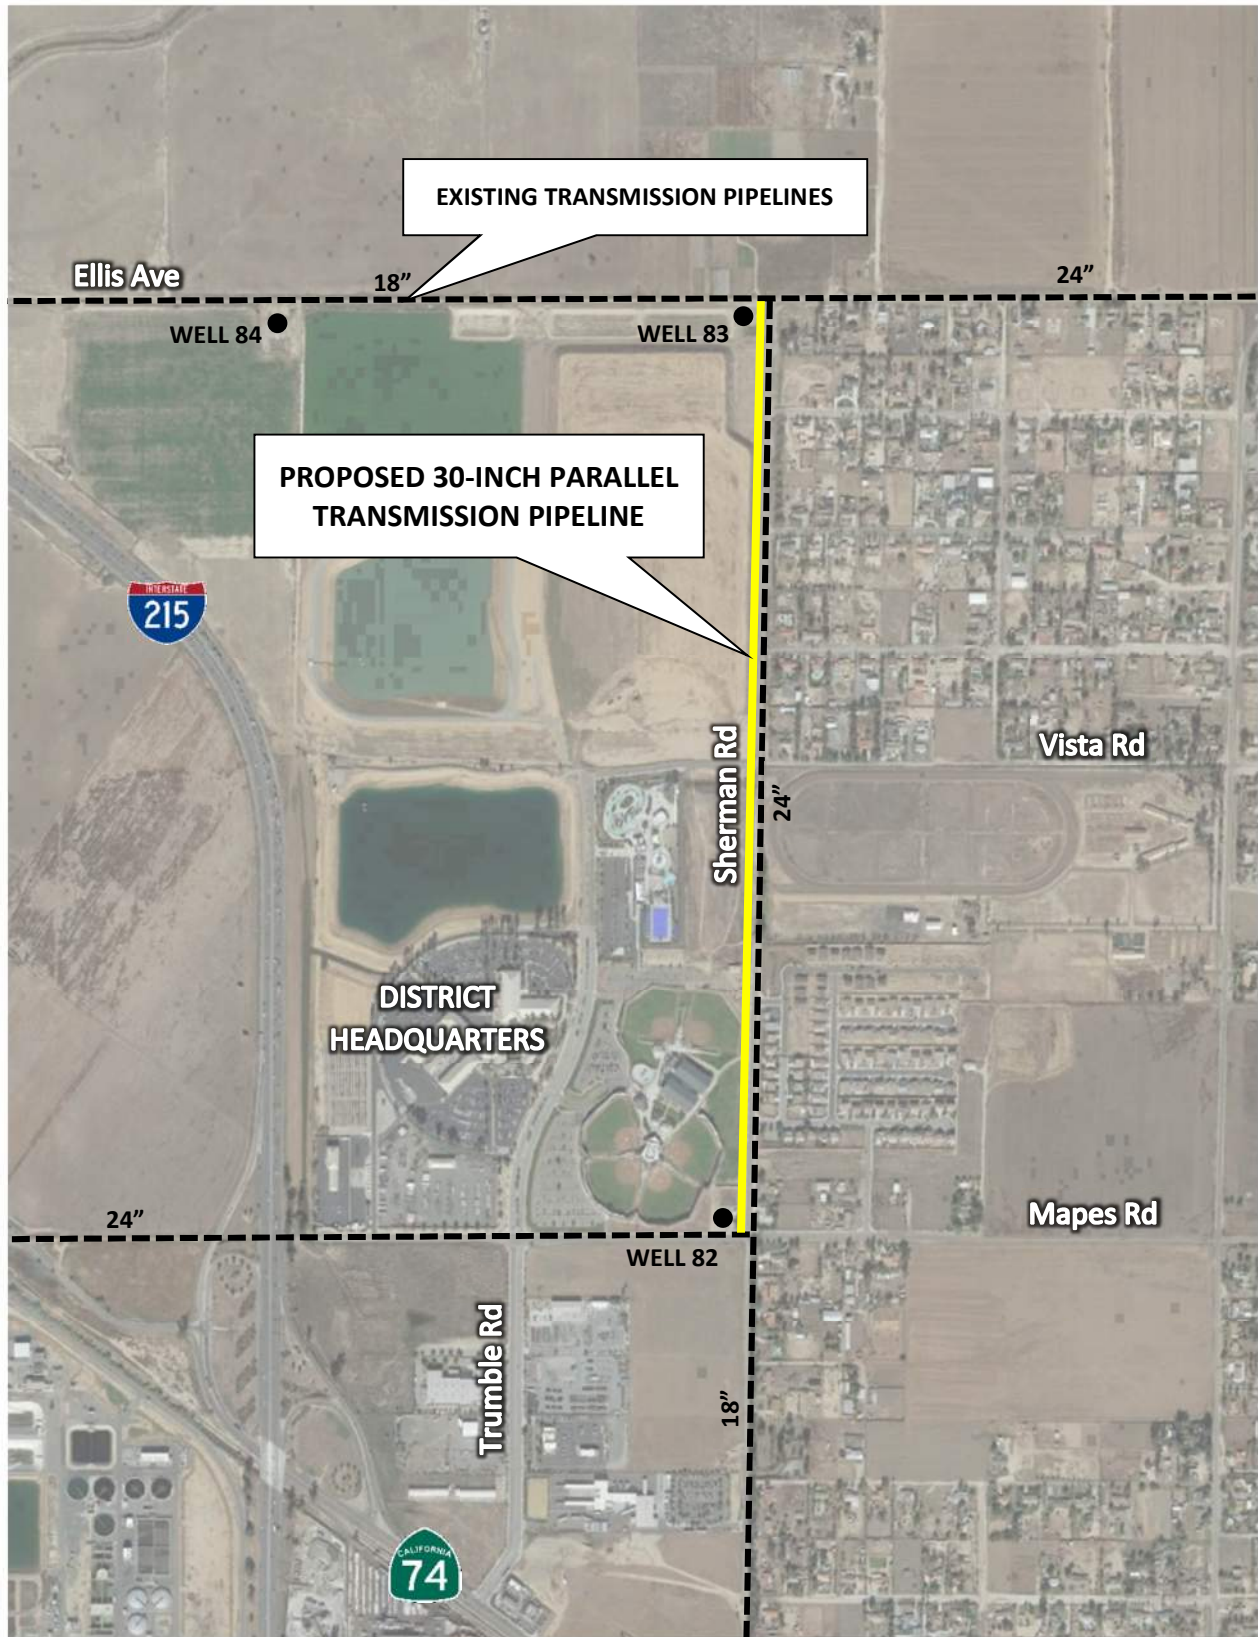 EXISTING TRANSMISSION PIPELINES
Ellis Ave
18”
24”
WELL 84
WELL 83
PROPOSED 30-INCH PARALLEL
TRANSMISSION PIPELINE
INTERSTATE
215
Sherman Rd
Vista Rd
24”
DISTRICT
HEADQUARTERS
24”
Mapes Rd
WELL 82
Trumble Rd
18”
CALIFORNIA
74